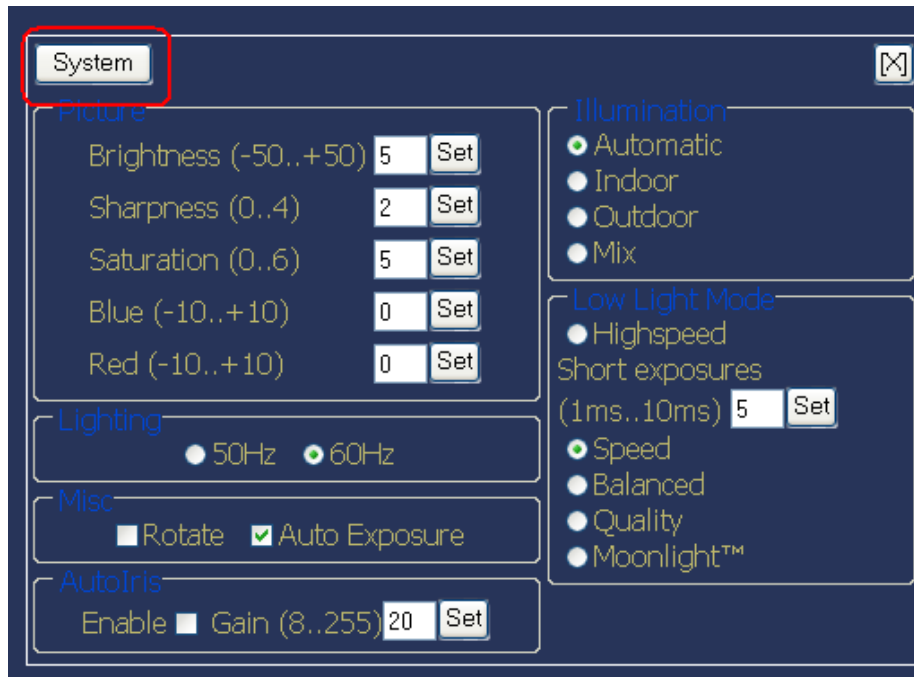 System
[X]
Picture
Brightness (-50..+50) 5 Set
Sharpness (0..4) 2 Set
Saturation (0..6) 5 Set
Blue (-10..+10) 0 Set
Red (-10..+10) 0 Set
Lighting
50Hz 60Hz
Misc
Rotate Auto Exposure
AutoIris
Enable Gain (8..255) 20 Set
Illumination
Automatic
Indoor
Outdoor
Mix
Low Light Mode
Highspeed
Short exposures
(1ms..10ms) 5 Set
Speed
Balanced
Quality
Moonlight™